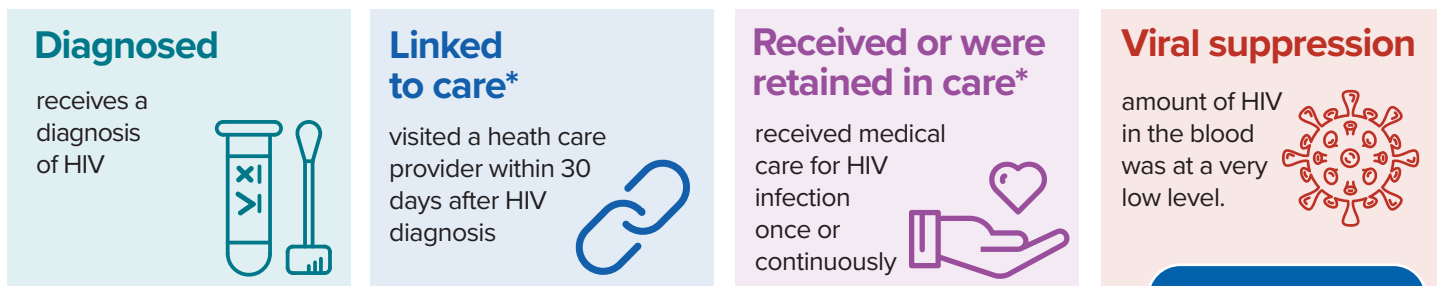 Diagnosed
receives a
diagnosis
of HIV
Linked
to care*
visited a heath care
provider within 30
days after HIV
diagnosis
Received or were
retained in care*
received medical
care for HIV
infection
once or
continuously
Viral suppression
amount of HIV
in the blood
was at a very
low level.